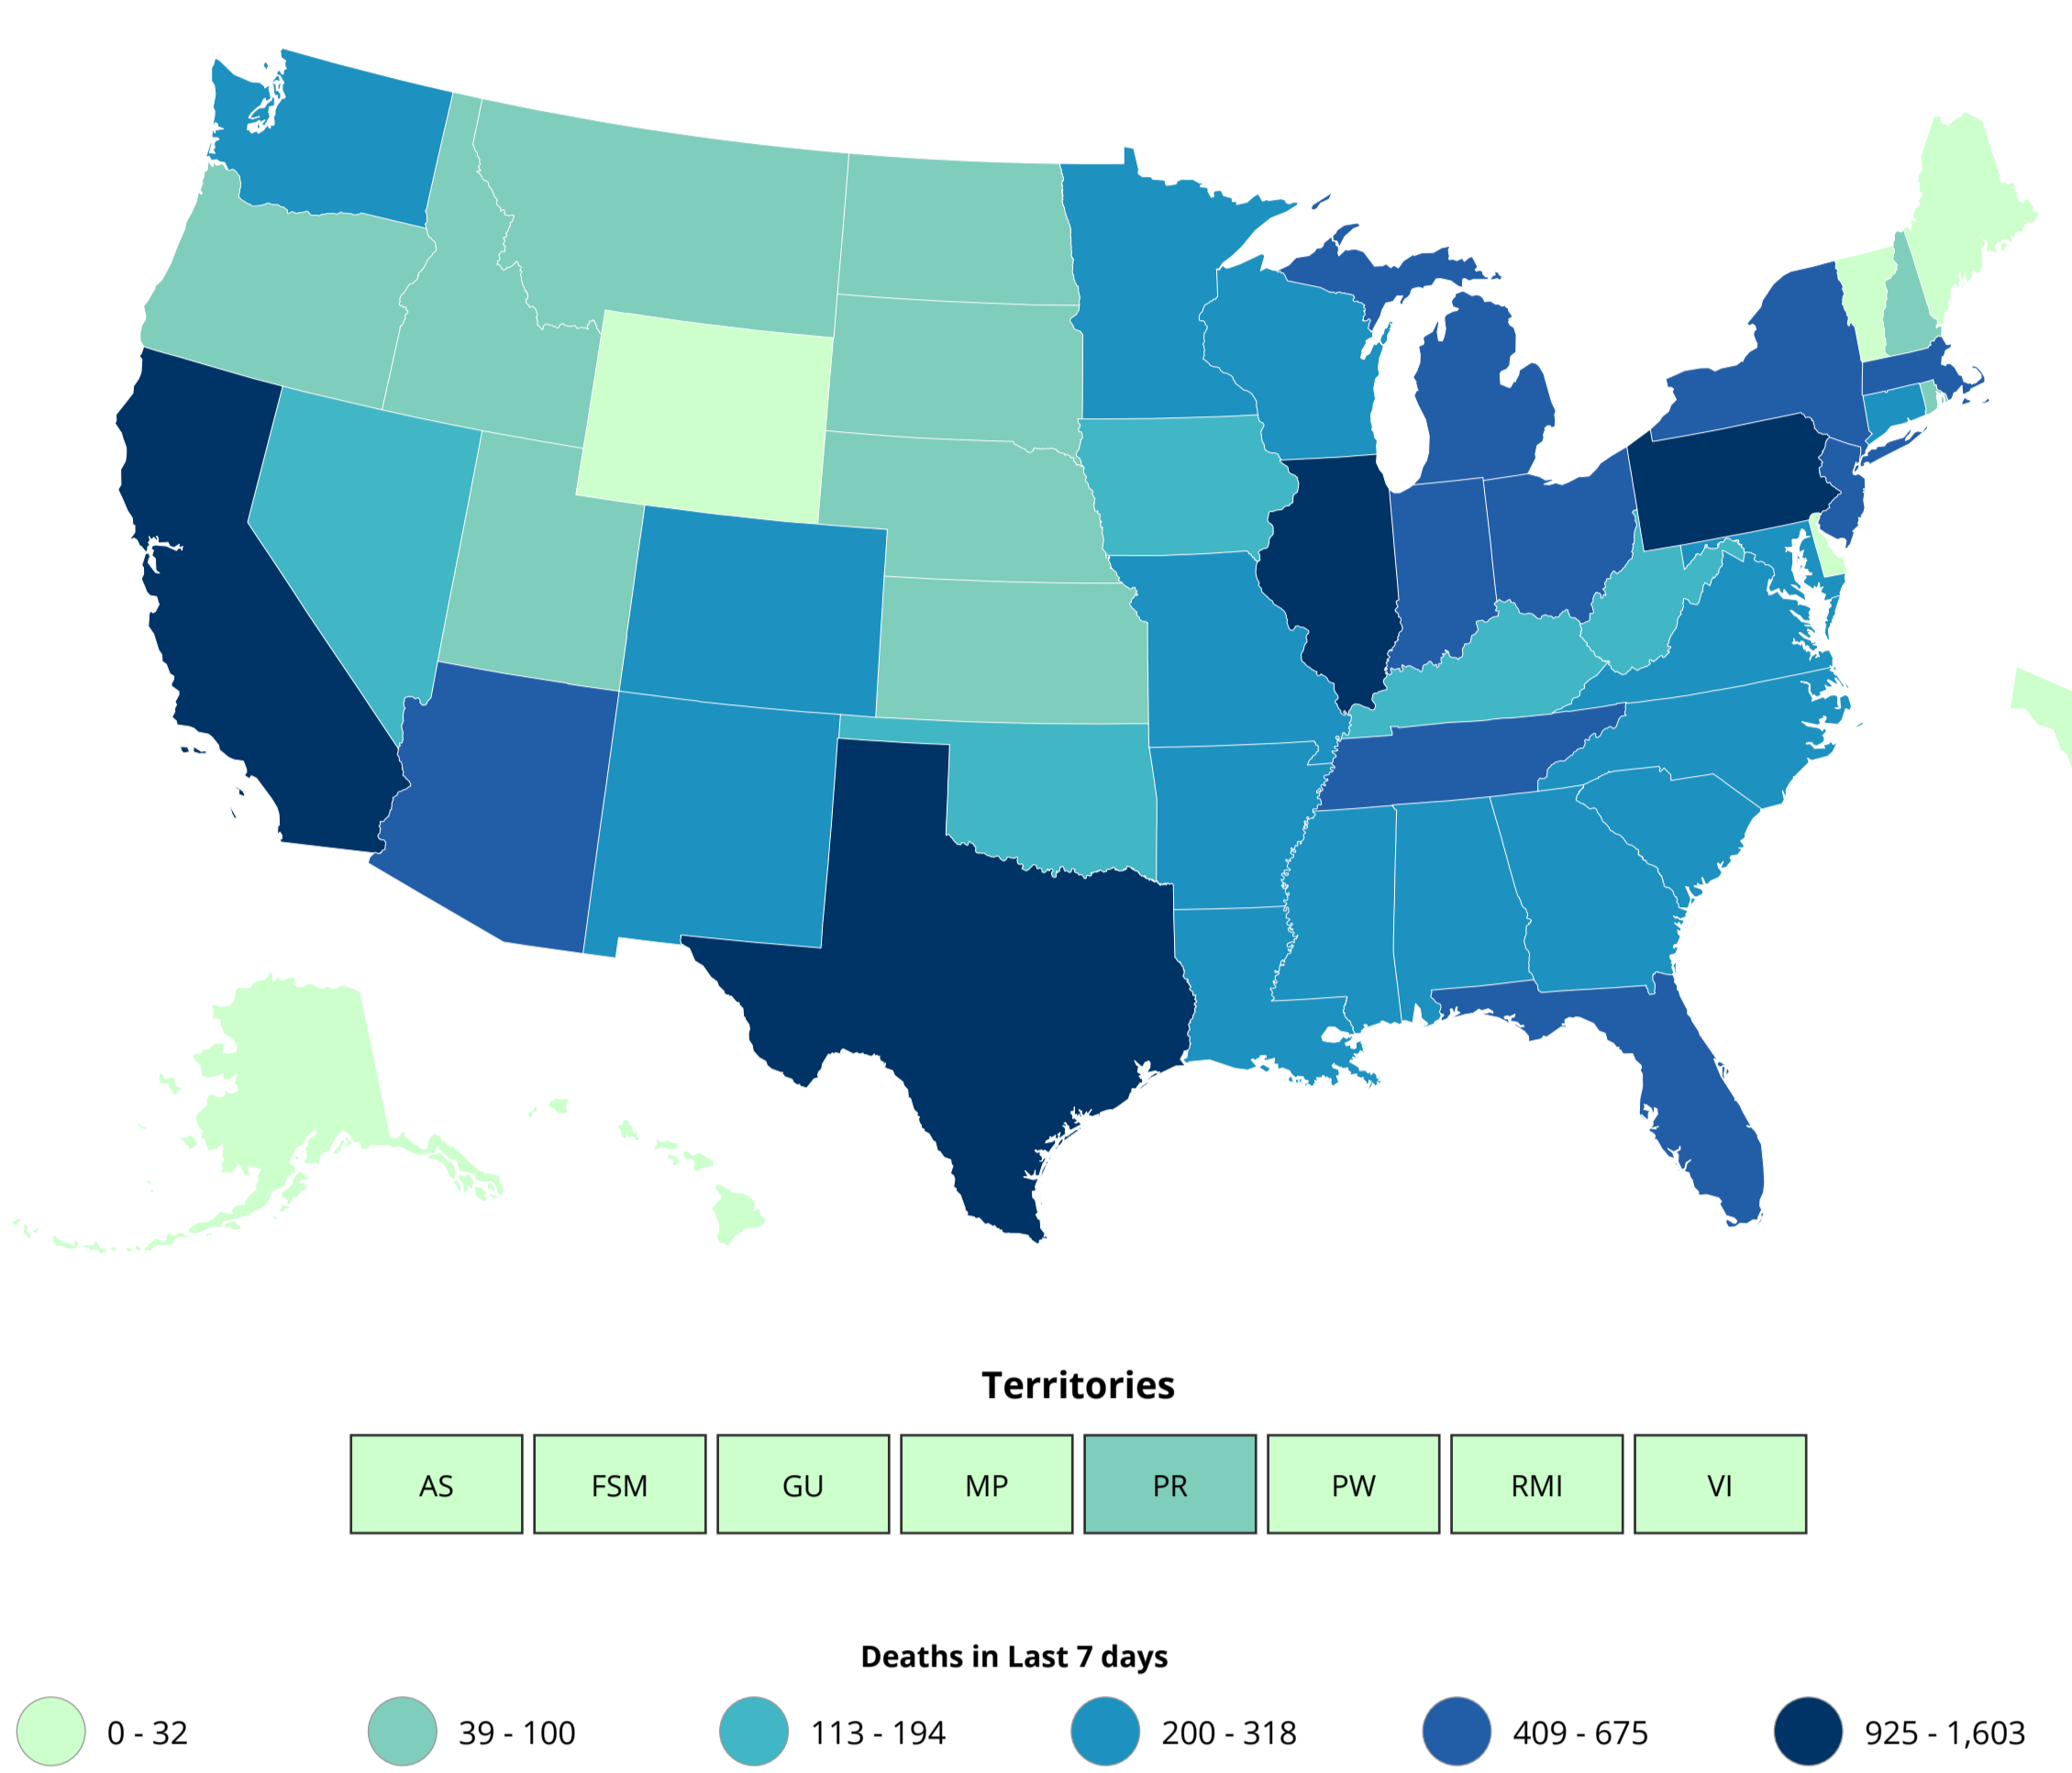 Territories
AS FSM GU MP PR PW RMI VI
Deaths in Last 7 days
0 - 32 39 - 100 113 - 194 200 - 318 409 - 675 925 - 1,603